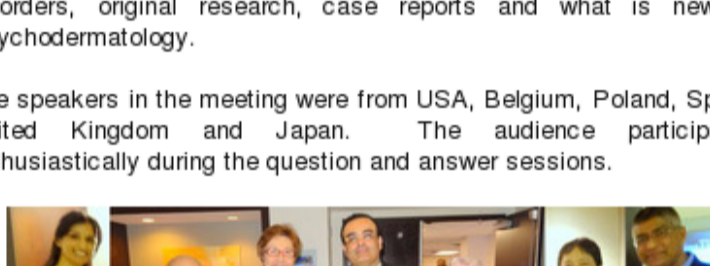 orders, original research, case reports and what is new
ychodermatology.
e speakers in the meeting were from USA, Belgium, Poland, Sp
ited Kingdom and Japan. The audience particip
husiastically during the question and answer sessions.